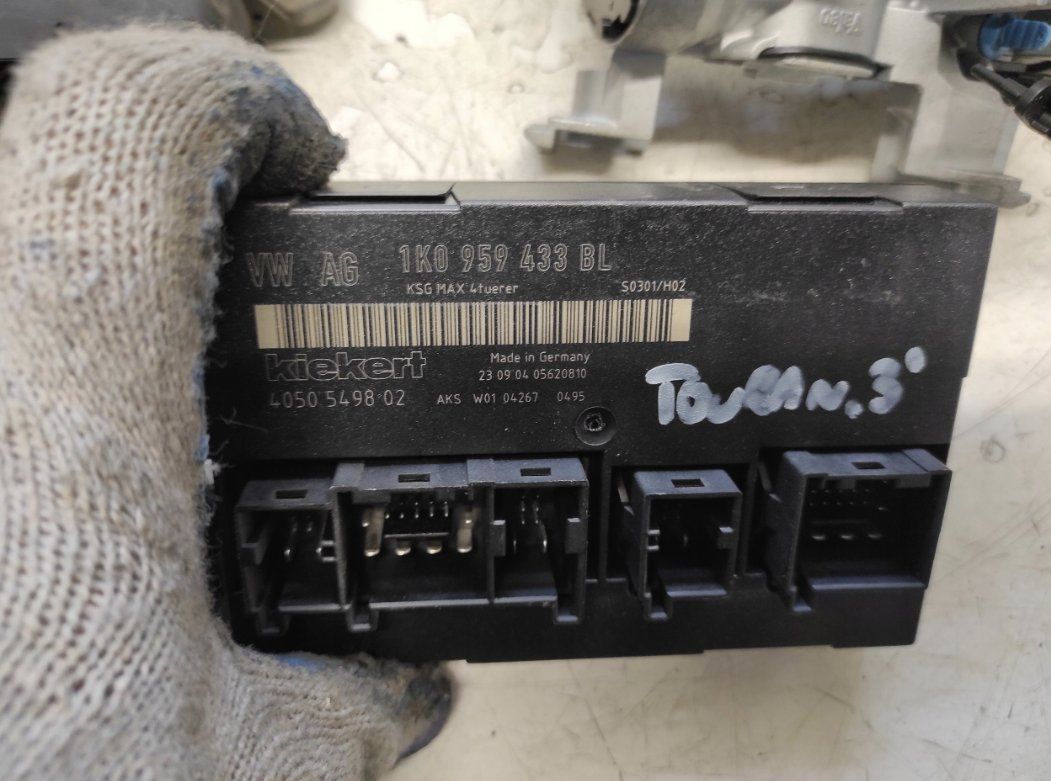 Valeo
VW AG 1K0 959 433 BL
KSG MAX 4tuerer S0301/H02
kiekert Made in Germany
23 09 04 05620810
4050 5498 02 AKS W01 04267 0495
TOURAN.3'